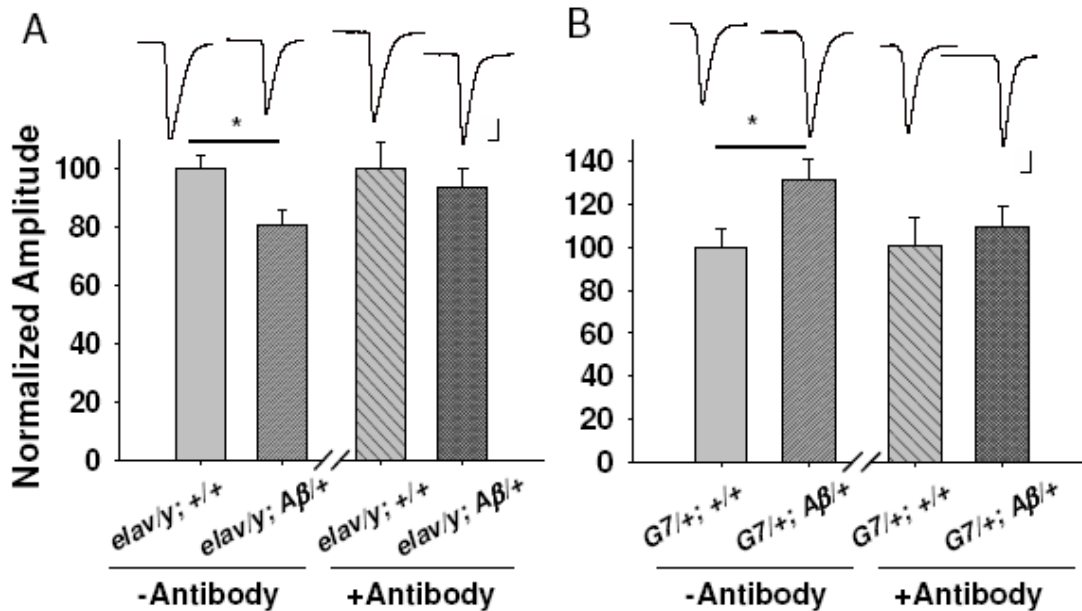 A
*
Normalized Amplitude
100
80
60
40
20
0
elav/y; +/+
elav/y; Aβ/+
elav/y; +/+
elav/y; Aβ/+
-Antibody
+Antibody
B
*
140
120
100
80
60
40
20
0
G7/+; +/+
G7/+; Aβ/+
G7/+; +/+
G7/+; Aβ/+
-Antibody
+Antibody